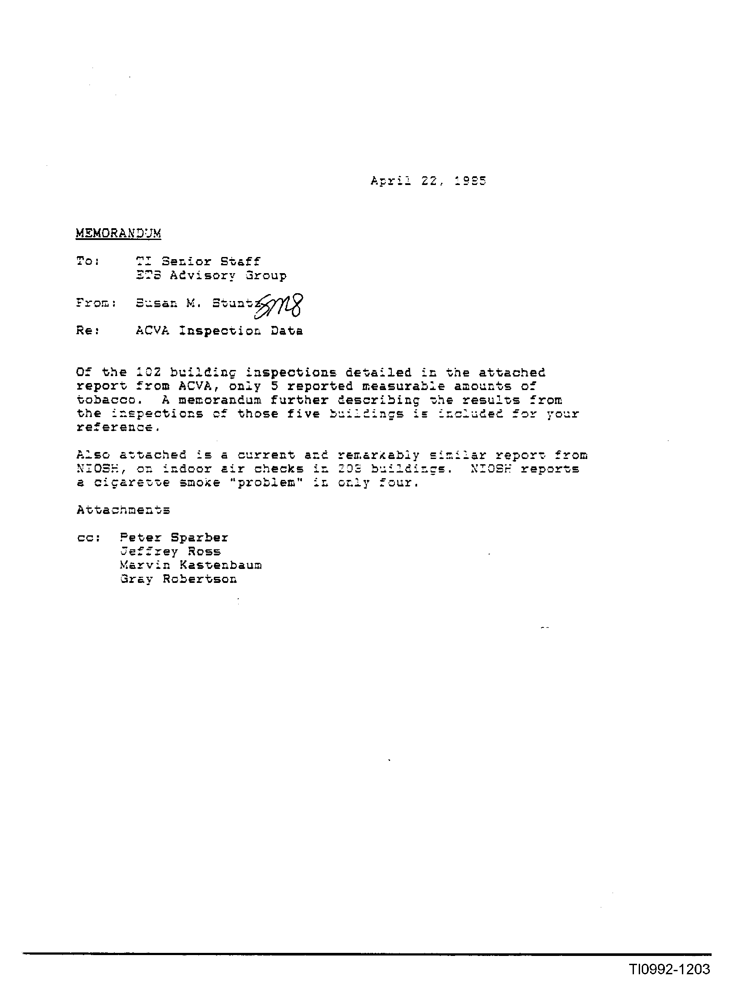 April 22, 1985
MEMORANDUM
To: TI Senior Staff
ETS Advisory Group
From: Susan M. Stuntz SMS
Re: ACVA Inspection Data
Of the 102 building inspections detailed in the attached
report from ACVA, only 5 reported measurable amounts of
tobacco. A memorandum further describing the results from
the inspections of those five buildings is included for your
reference.
Also attached is a current and remarkably similar report from
NIOSH, on indoor air checks in 203 buildings. NIOSH reports
a cigarette smoke "problem" in only four.
Attachments
cc: Peter Sparber
Jeffrey Ross
Marvin Kastenbaum
Gray Robertson
TI0992-1203